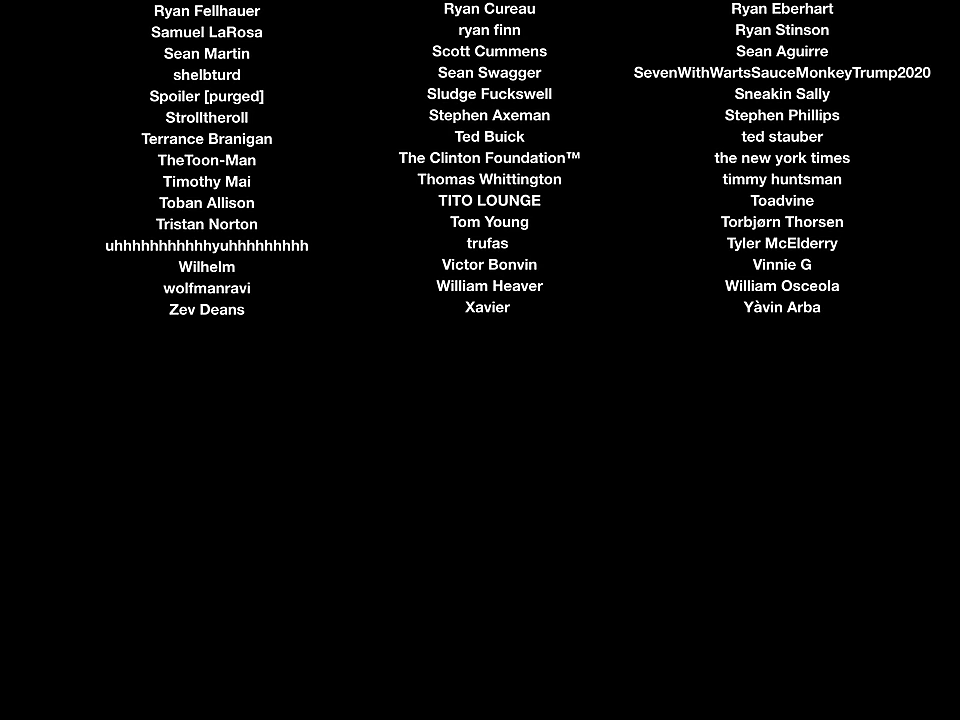 Ryan Fellhauer
Samuel LaRosa
Sean Martin
shelbturd
Spoiler [purged]
Strolltheroll
Terrance Branigan
TheToon-Man
Timothy Mai
Toban Allison
Tristan Norton
uhhhhhhhhhhhyuhhhhhhhhh
Wilhelm
wolfmanravi
Zev Deans
Ryan Cureau
ryan finn
Scott Cummens
Sean Swagger
Sludge Fuckswell
Stephen Axeman
Ted Buick
The Clinton Foundation™
Thomas Whittington
TITO LOUNGE
Tom Young
trufas
Victor Bonvin
William Heaver
Xavier
Ryan Eberhart
Ryan Stinson
Sean Aguirre
SevenWithWartsSauceMonkeyTrump2020
Sneakin Sally
Stephen Phillips
ted stauber
the new york times
timmy huntsman
Toadvine
Torbjørn Thorsen
Tyler McElderry
Vinnie G
William Osceola
Yàvin Arba